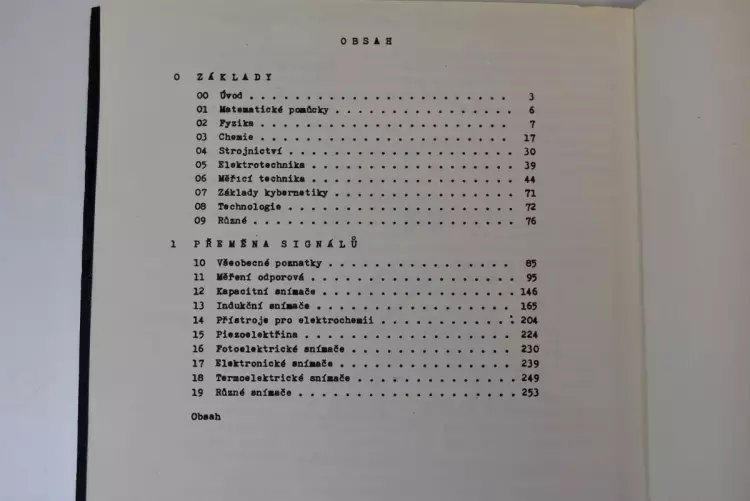 O B S A H
0 Z Á K L A D Y
00 Úvod . . . . . . . . . . . . . . . . . . . . . . . 3
01 Matematické pomůcky . . . . . . . . . . . . . . . 6
02 Fyzika . . . . . . . . . . . . . . . . . . . . . . 7
03 Chemie . . . . . . . . . . . . . . . . . . . . . . 17
04 Strojnictví . . . . . . . . . . . . . . . . . . . 30
05 Elektrotechnika . . . . . . . . . . . . . . . . . 39
06 Měřicí technika . . . . . . . . . . . . . . . . . 44
07 Základy kybernetiky . . . . . . . . . . . . . . . 71
08 Technologie . . . . . . . . . . . . . . . . . . . 72
09 Různé . . . . . . . . . . . . . . . . . . . . . . 76
1 P Ř E M Ě N A S I G N Á L Ů
10 Všeobecné poznatky . . . . . . . . . . . . . . . 85
11 Měření odporová . . . . . . . . . . . . . . . . . 95
12 Kapacitní snímače . . . . . . . . . . . . . . . . 146
13 Indukční snímače . . . . . . . . . . . . . . . . 165
14 Přístroje pro elektrochemii . . . . . . . . . . . 204
15 Piezoelektřina . . . . . . . . . . . . . . . . . 224
16 Fotoelektrické snímače . . . . . . . . . . . . . 230
17 Elektronické snímače . . . . . . . . . . . . . . 239
18 Termoelektrické snímače . . . . . . . . . . . . . 249
19 Různé snímače . . . . . . . . . . . . . . . . . . 253
Obsah